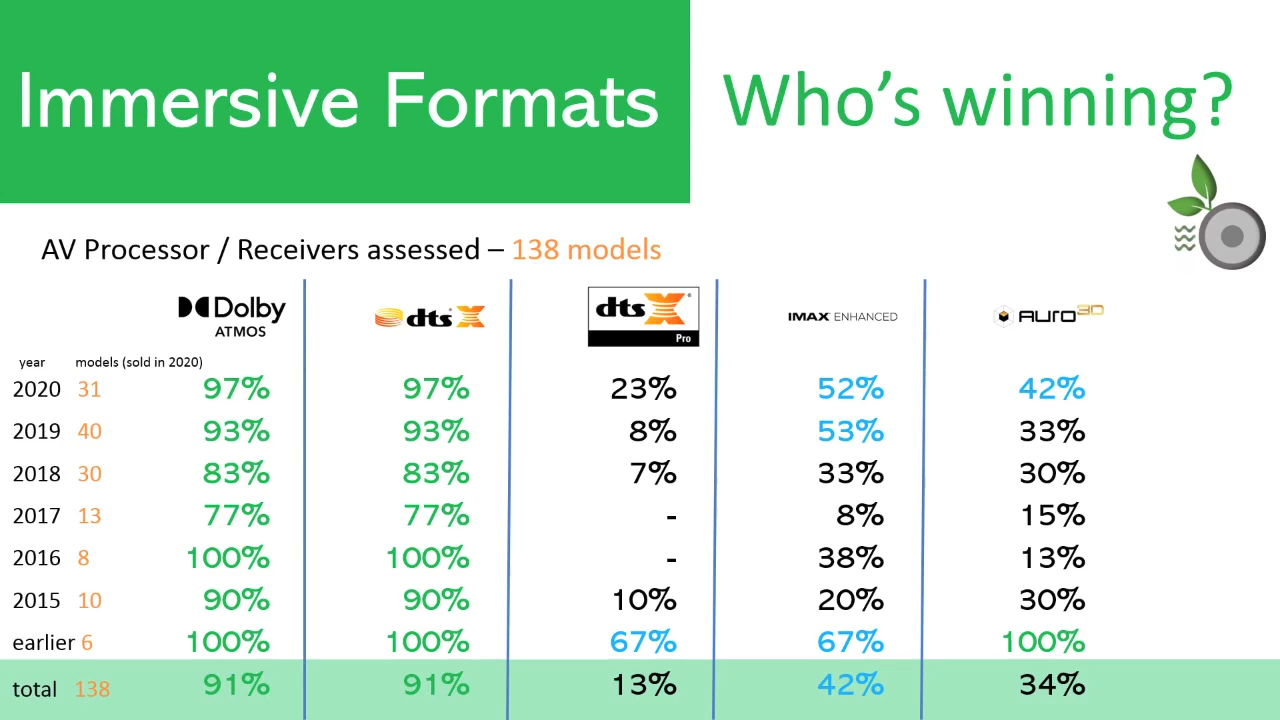 Immersive Formats
Who's winning?
AV Processor / Receivers assessed – 138 models
Dolby ATMOS dts X dts X® Pro IMAX ENHANCED AURO 3D
year models (sold in 2020)
2020 31 97% 97% 23% 52% 42%
2019 40 93% 93% 8% 53% 33%
2018 30 83% 83% 7% 33% 30%
2017 13 77% 77% - 8% 15%
2016 8 100% 100% - 38% 13%
2015 10 90% 90% 10% 20% 30%
earlier 6 100% 100% 67% 67% 100%
total 138 91% 91% 13% 42% 34%